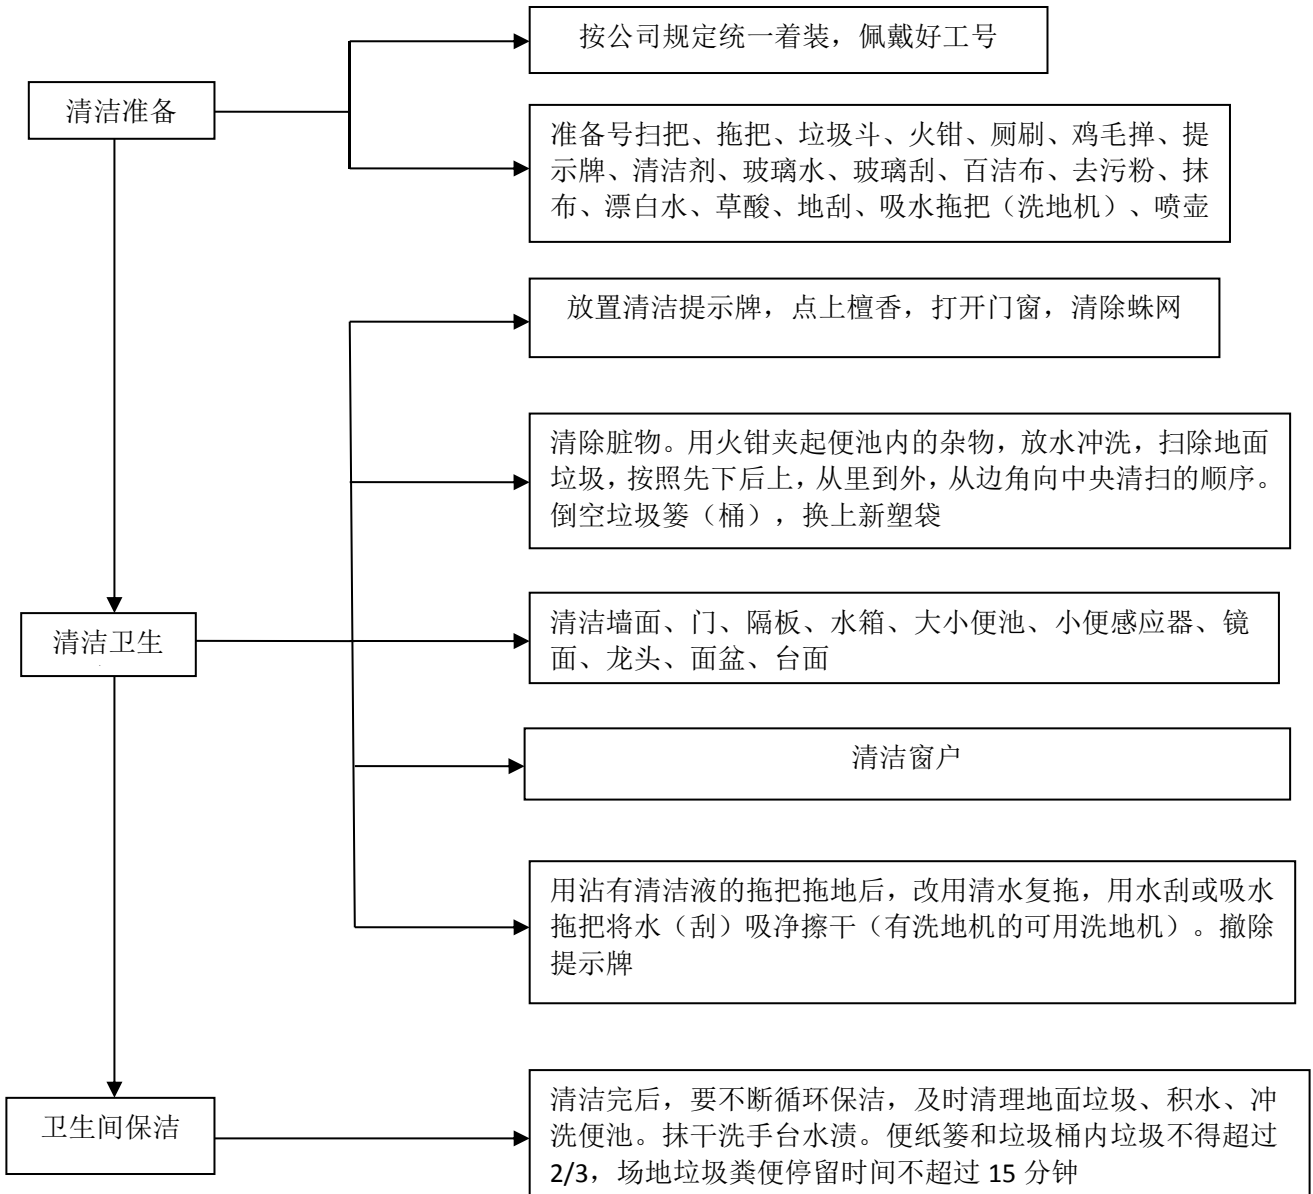 按公司规定统一着装，佩戴好工号
清洁准备
准备号扫把、拖把、垃圾斗、火钳、厕刷、鸡毛掸、提
示牌、清洁剂、玻璃水、玻璃刮、百洁布、去污粉、抹
布、漂白水、草酸、地刮、吸水拖把（洗地机）、喷壶
放置清洁提示牌，点上檀香，打开门窗，清除蛛网
清除脏物。用火钳夹起便池内的杂物，放水冲洗，扫除地面
垃圾，按照先下后上，从里到外，从边角向中央清扫的顺序。
倒空垃圾篓（桶），换上新塑袋
清洁卫生
清洁墙面、门、隔板、水箱、大小便池、小便感应器、镜
面、龙头、面盆、台面
清洁窗户
用沾有清洁液的拖把拖地后，改用清水复拖，用水刮或吸水
拖把将水（刮）吸净擦干（有洗地机的可用洗地机）。撤除
提示牌
卫生间保洁
清洁完后，要不断循环保洁，及时清理地面垃圾、积水、冲
洗便池。抹干洗手台水渍。便纸篓和垃圾桶内垃圾不得超过
2/3，场地垃圾粪便停留时间不超过 15 分钟